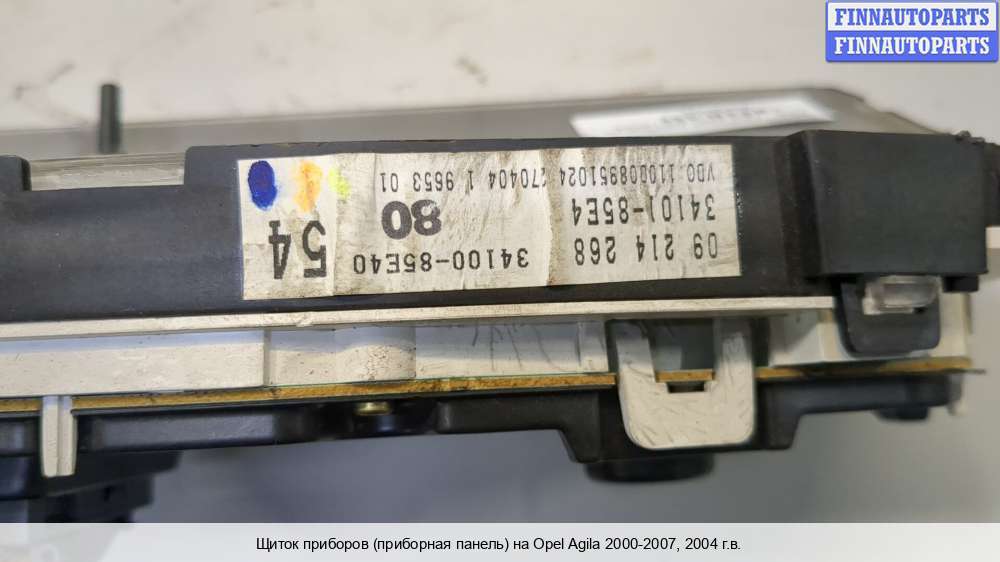 FINNAUTOPARTS
FINNAUTOPARTS
09 214 268
34100-85E40
54
34101-85E4
80
VDO 110008951024
270404 1 9653 01
Щиток приборов (приборная панель) на Opel Agila 2000-2007, 2004 г.в.